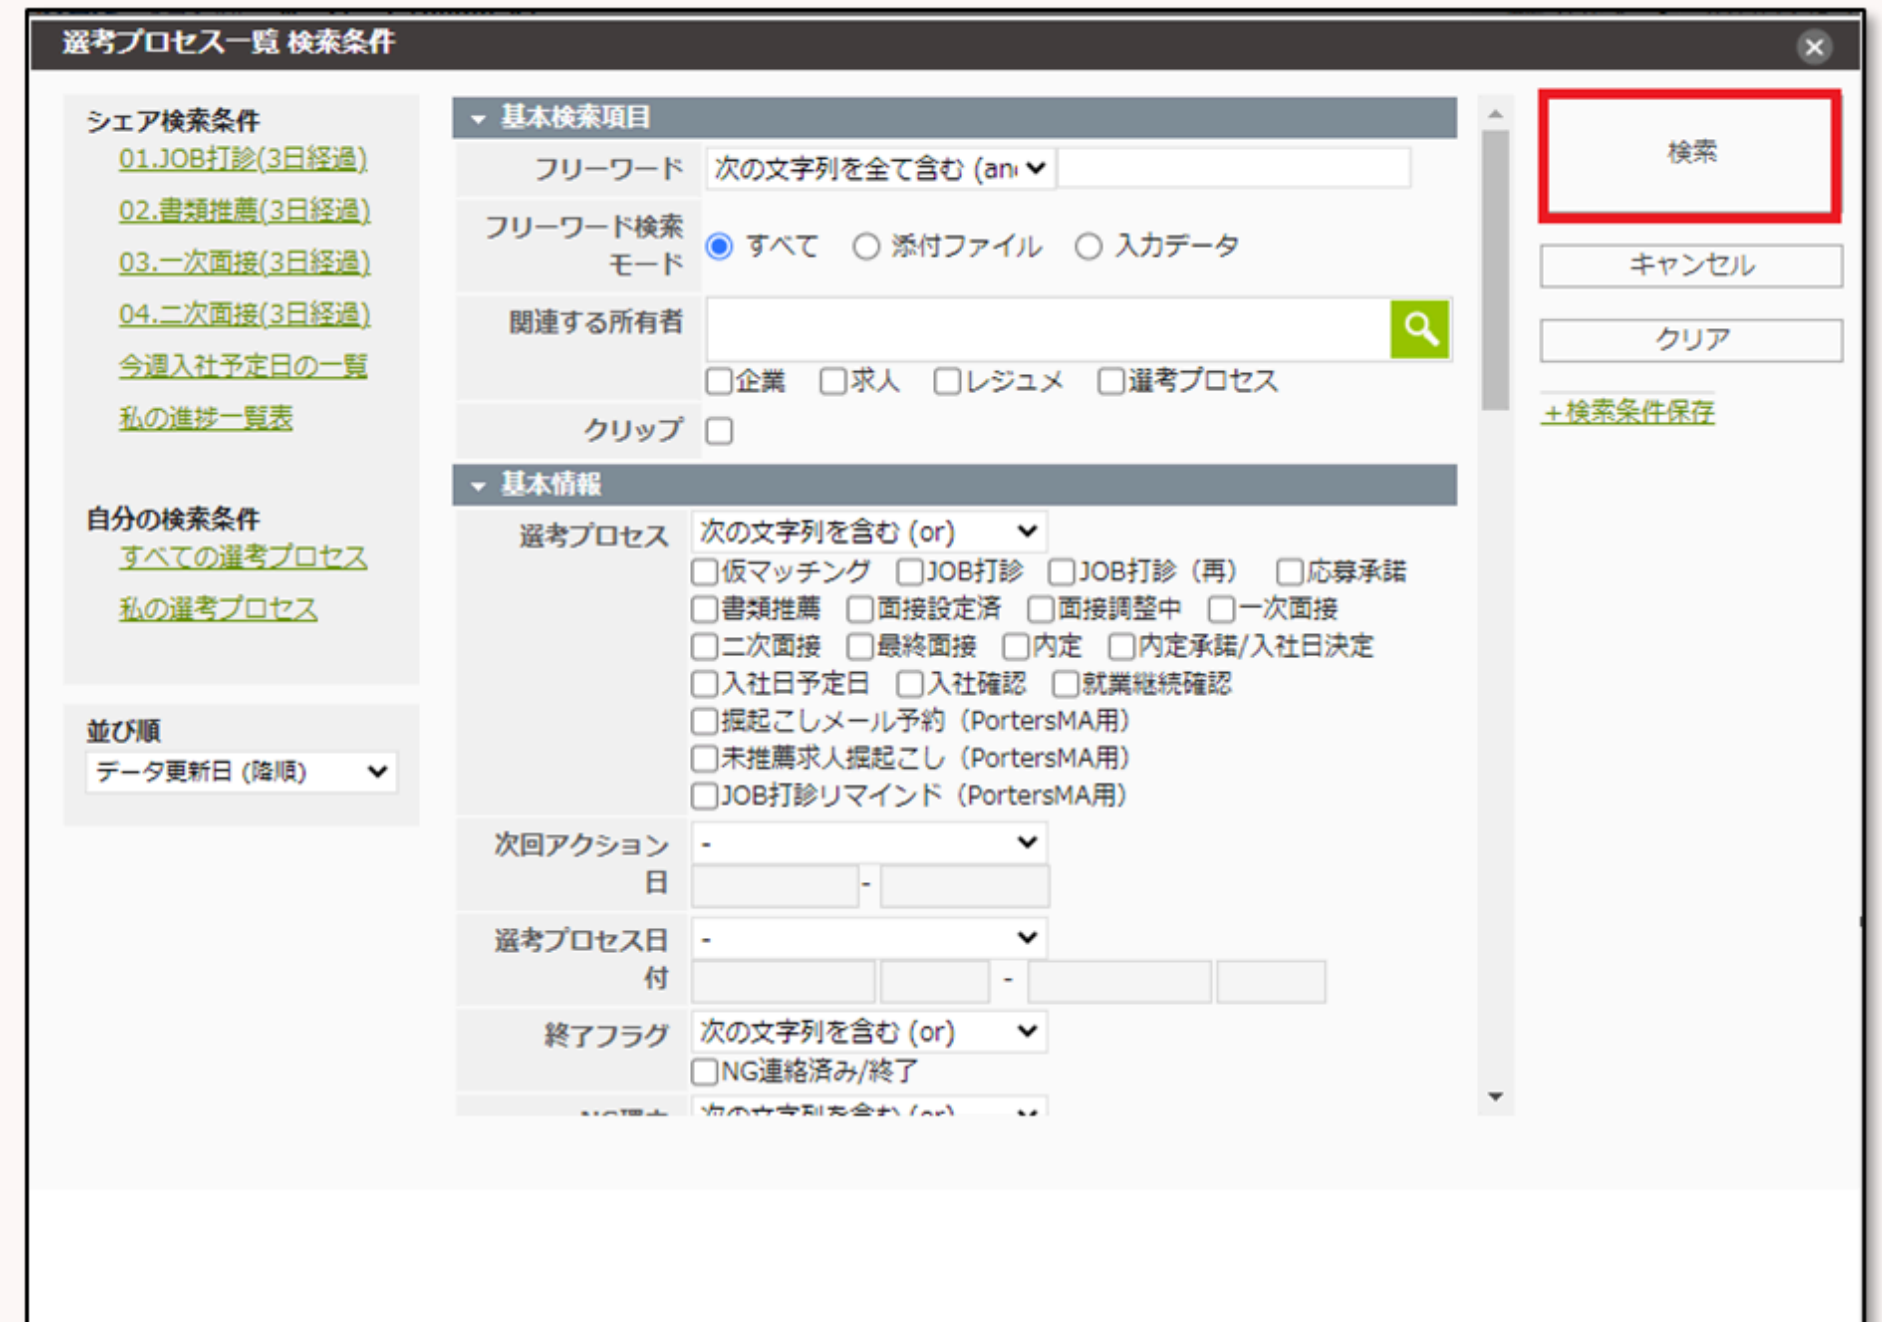 選考プロセス一覧 検索条件
シェア検索条件
01.JOB打診(3日経過)
02.書類推薦(3日経過)
03.一次面接(3日経過)
04.二次面接(3日経過)
今週入社予定日の一覧
私の進捗一覧表
自分の検索条件
すべての選考プロセス
私の選考プロセス
並び順
データ更新日 (降順)
基本検索項目
フリーワード 次の文字列を全て含む (an
フリーワード検索
モード
すべて 添付ファイル 入力データ
関連する所有者
企業 求人 レジュメ 選考プロセス
クリップ
基本情報
選考プロセス 次の文字列を含む (or)
仮マッチング JOB打診 JOB打診（再） 応募承諾
書類推薦 面接設定済 面接調整中 一次面接
二次面接 最終面接 内定 内定承諾/入社日決定
入社日予定日 入社確認 就業継続確認
掘起こしメール予約（PortersMA用）
未推薦求人掘起こし（PortersMA用）
JOB打診リマインド（PortersMA用）
次回アクション
日
-
-
選考プロセス日
付
-
-
終了フラグ 次の文字列を含む (or)
NG連絡済み/終了
次の文字列を含む (or)
検索
キャンセル
クリア
+検索条件保存